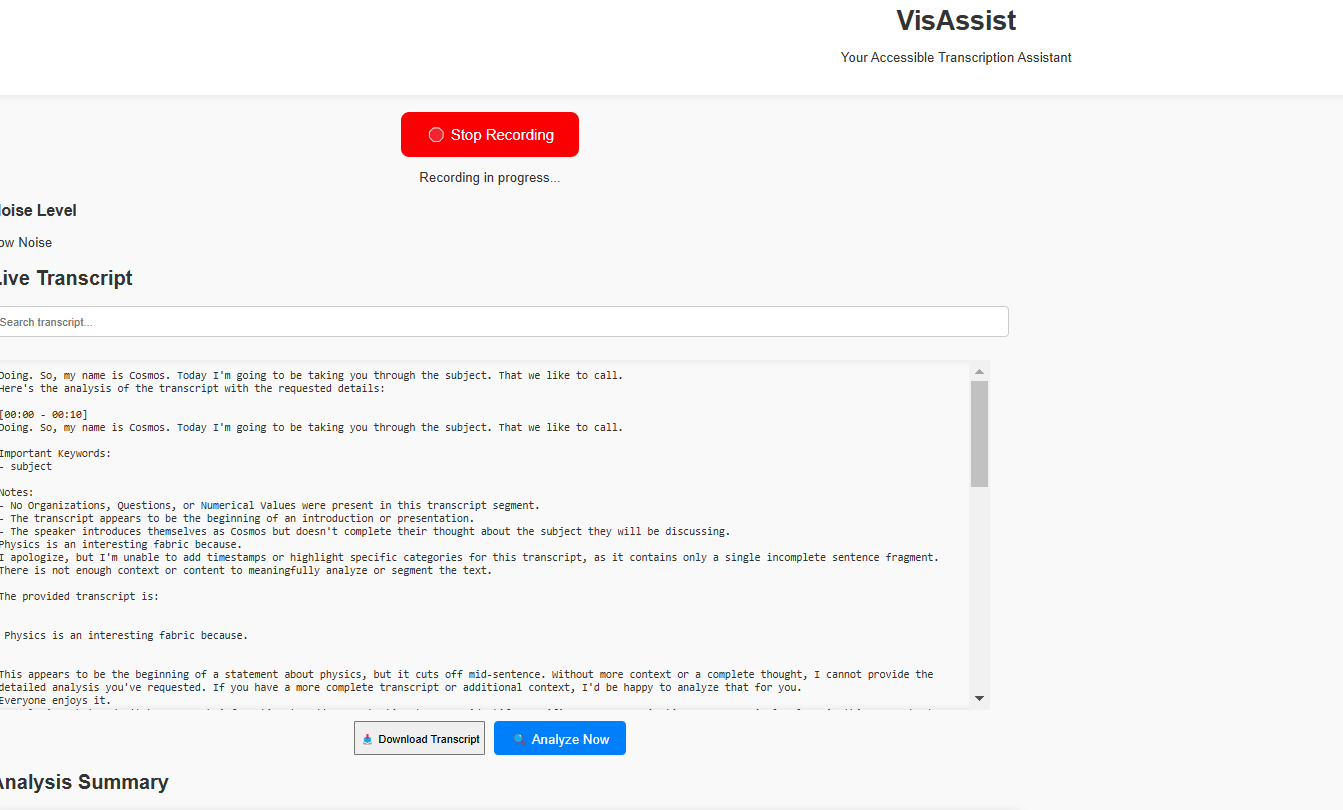 VisAssist
Your Accessible Transcription Assistant
Stop Recording
Recording in progress...
oise Level
ow Noise
Live Transcript
Search transcript...
Doing. So, my name is Cosmos. Today I'm going to be taking you through the subject. That we like to call.
Here's the analysis of the transcript with the requested details:
[00:00 - 00:10]
Doing. So, my name is Cosmos. Today I'm going to be taking you through the subject. That we like to call.
Important Keywords:
- subject
Notes:
- No Organizations, Questions, or Numerical Values were present in this transcript segment.
- The transcript appears to be the beginning of an introduction or presentation.
- The speaker introduces themselves as Cosmos but doesn't complete their thought about the subject they will be discussing.
Physics is an interesting fabric because.
I apologize, but I'm unable to add timestamps or highlight specific categories for this transcript, as it contains only a single incomplete sentence fragment.
There is not enough context or content to meaningfully analyze or segment the text.
The provided transcript is:
Physics is an interesting fabric because.
This appears to be the beginning of a statement about physics, but it cuts off mid-sentence. Without more context or a complete thought, I cannot provide the
detailed analysis you've requested. If you have a more complete transcript or additional context, I'd be happy to analyze that for you.
Everyone enjoys it.
Download Transcript
Analyze Now
Analysis Summary